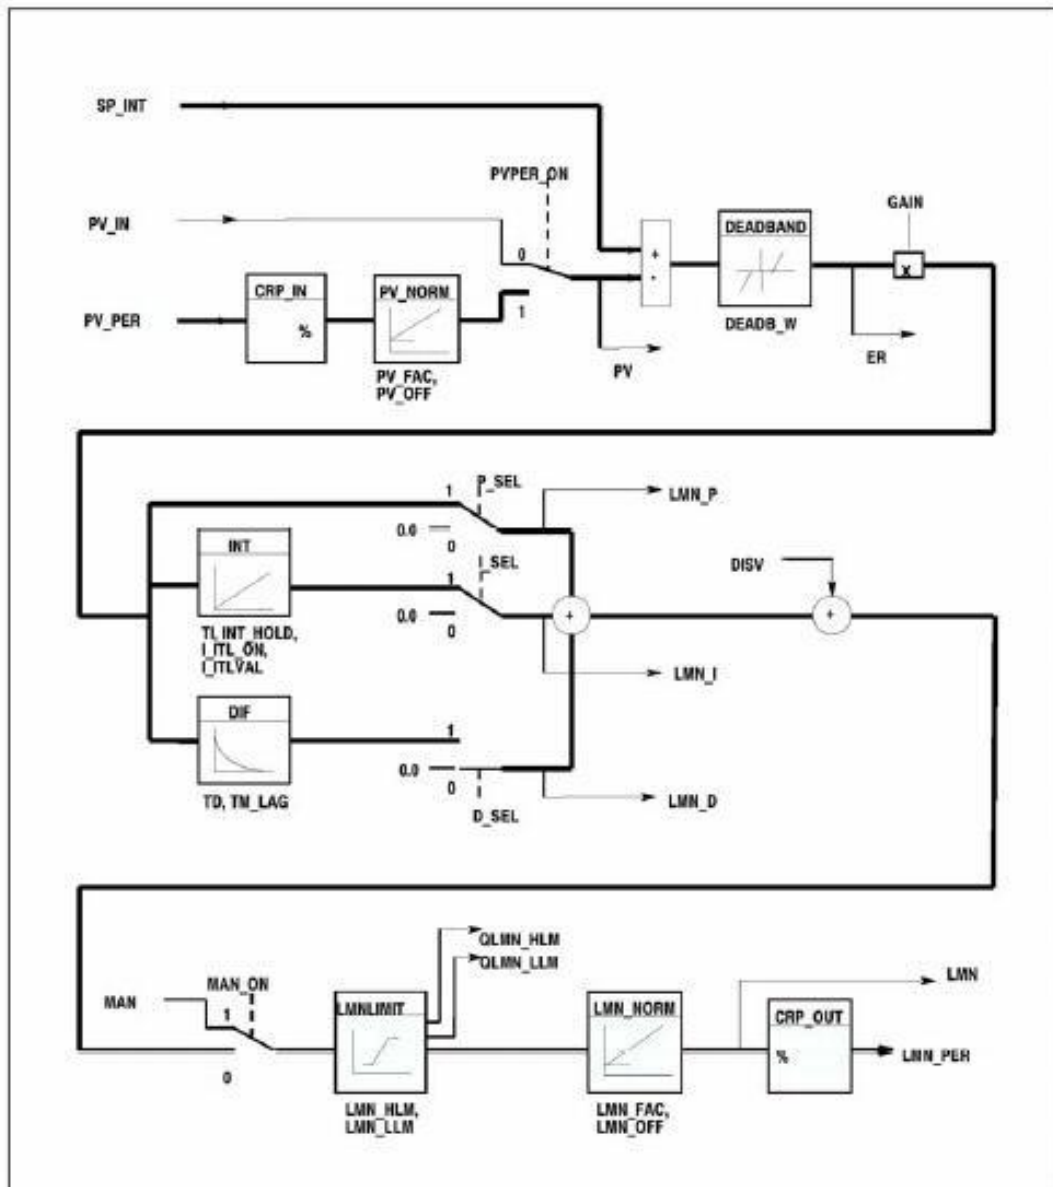 SP_INT
PVPER_ON
GAIN
PV_IN
DEADBAND
0
+
-
X
CRP_IN
%
PV_NORM
PV_PER
1
DEADB_W
PV
ER
PV_FAC,
PV_OFF
P_SEL
1
LMN_P
0.0
0
INT
I_SEL
1
DISV
0.0
0
+
+
TI, INT_HOLD,
I_ITL_ON,
I_ITLVAL
LMN_I
DIF
1
0.0
0
TD, TM_LAG
D_SEL
LMN_D
QLMN_HLM
QLMN_LLM
MAN_ON
MAN
1
0
LMNLIMIT
LMN_NORM
LMN
CRP_OUT
%
LMN_PER
LMN_HLM,
LMN_LLM
LMN_FAC,
LMN_OFF